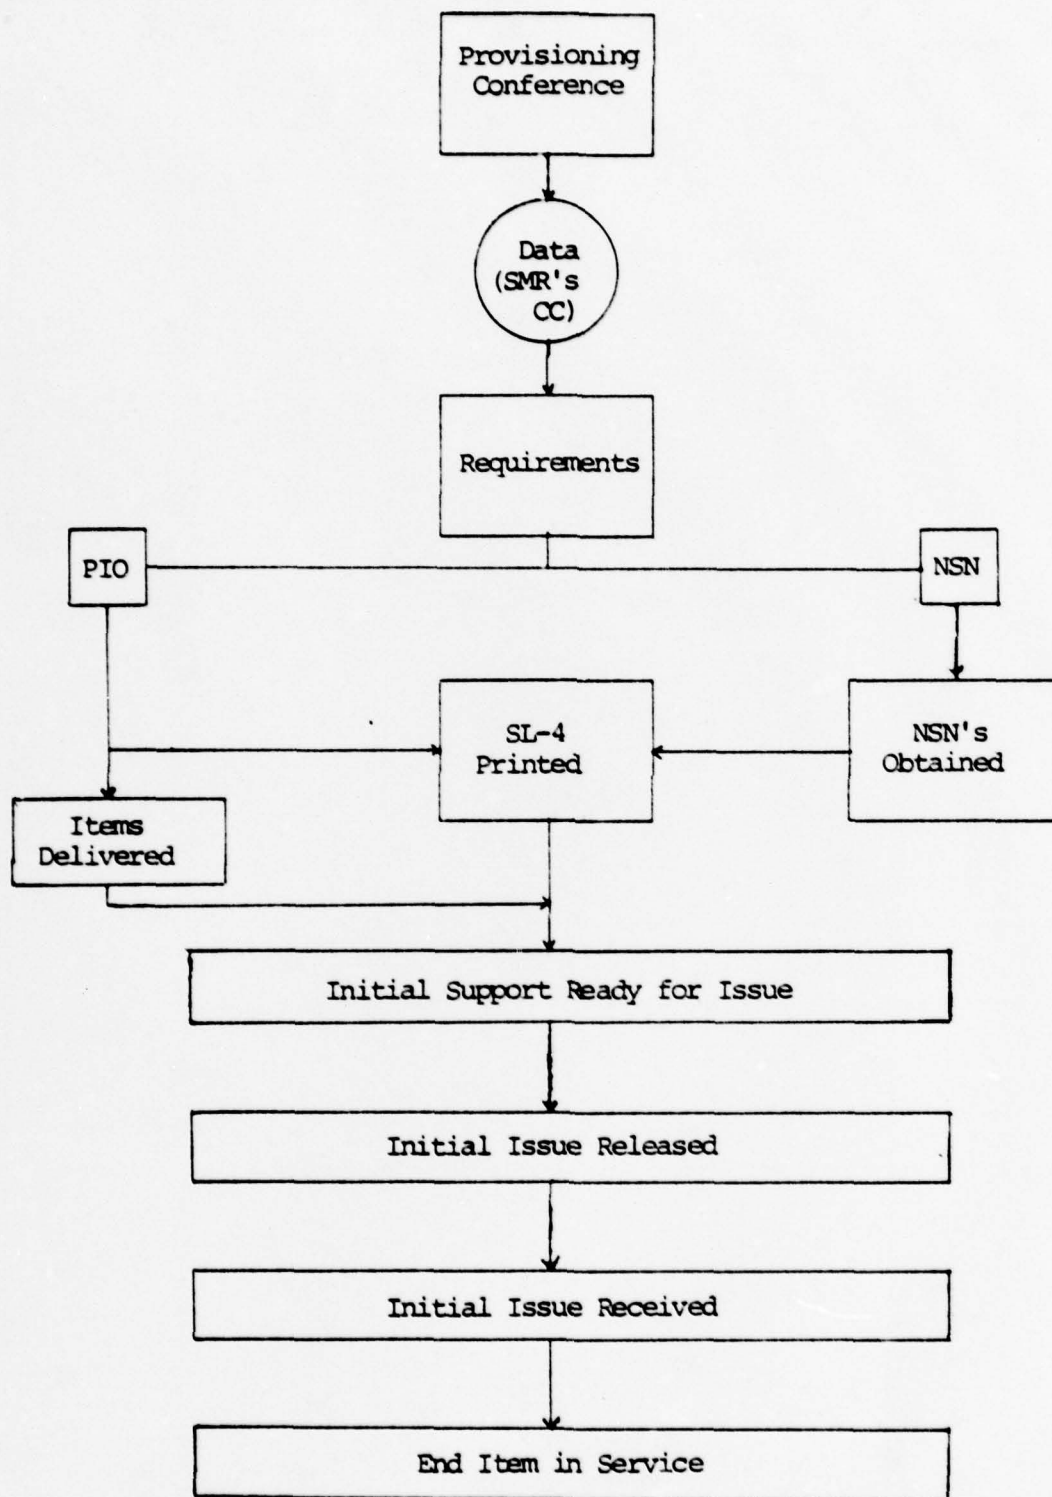 Provisioning
Conference
Data
(SMR's
CC)
Requirements
PIO
NSN
SL-4
Printed
NSN's
Obtained
Items
Delivered
Initial Support Ready for Issue
Initial Issue Released
Initial Issue Received
End Item in Service